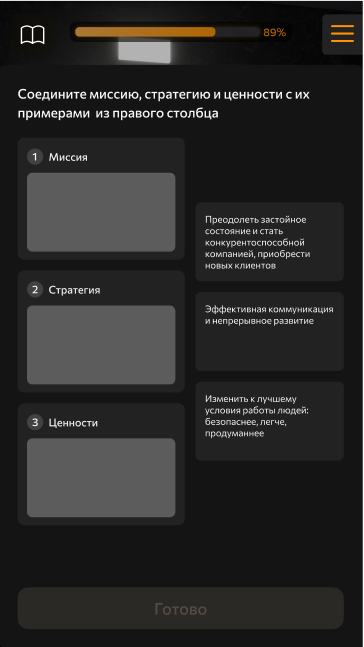 89%
Соедините миссию, стратегию и ценности с их
примерами из правого столбца
1 Миссия
Преодолеть застойное
состояние и стать
конкурентоспособной
компанией, приобрести
новых клиентов
2 Стратегия
Эффективная коммуникация
и непрерывное развитие
Изменить к лучшему
условия работы людей:
безопаснее, легче,
продуманнее
3 Ценности
Готово